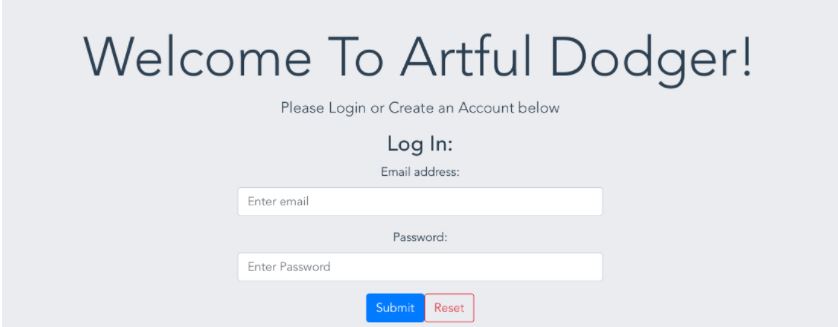 Welcome To Artful Dodger!
Please Login or Create an Account below
Log In:
Email address:
Enter email
Password:
Enter Password
Submit Reset